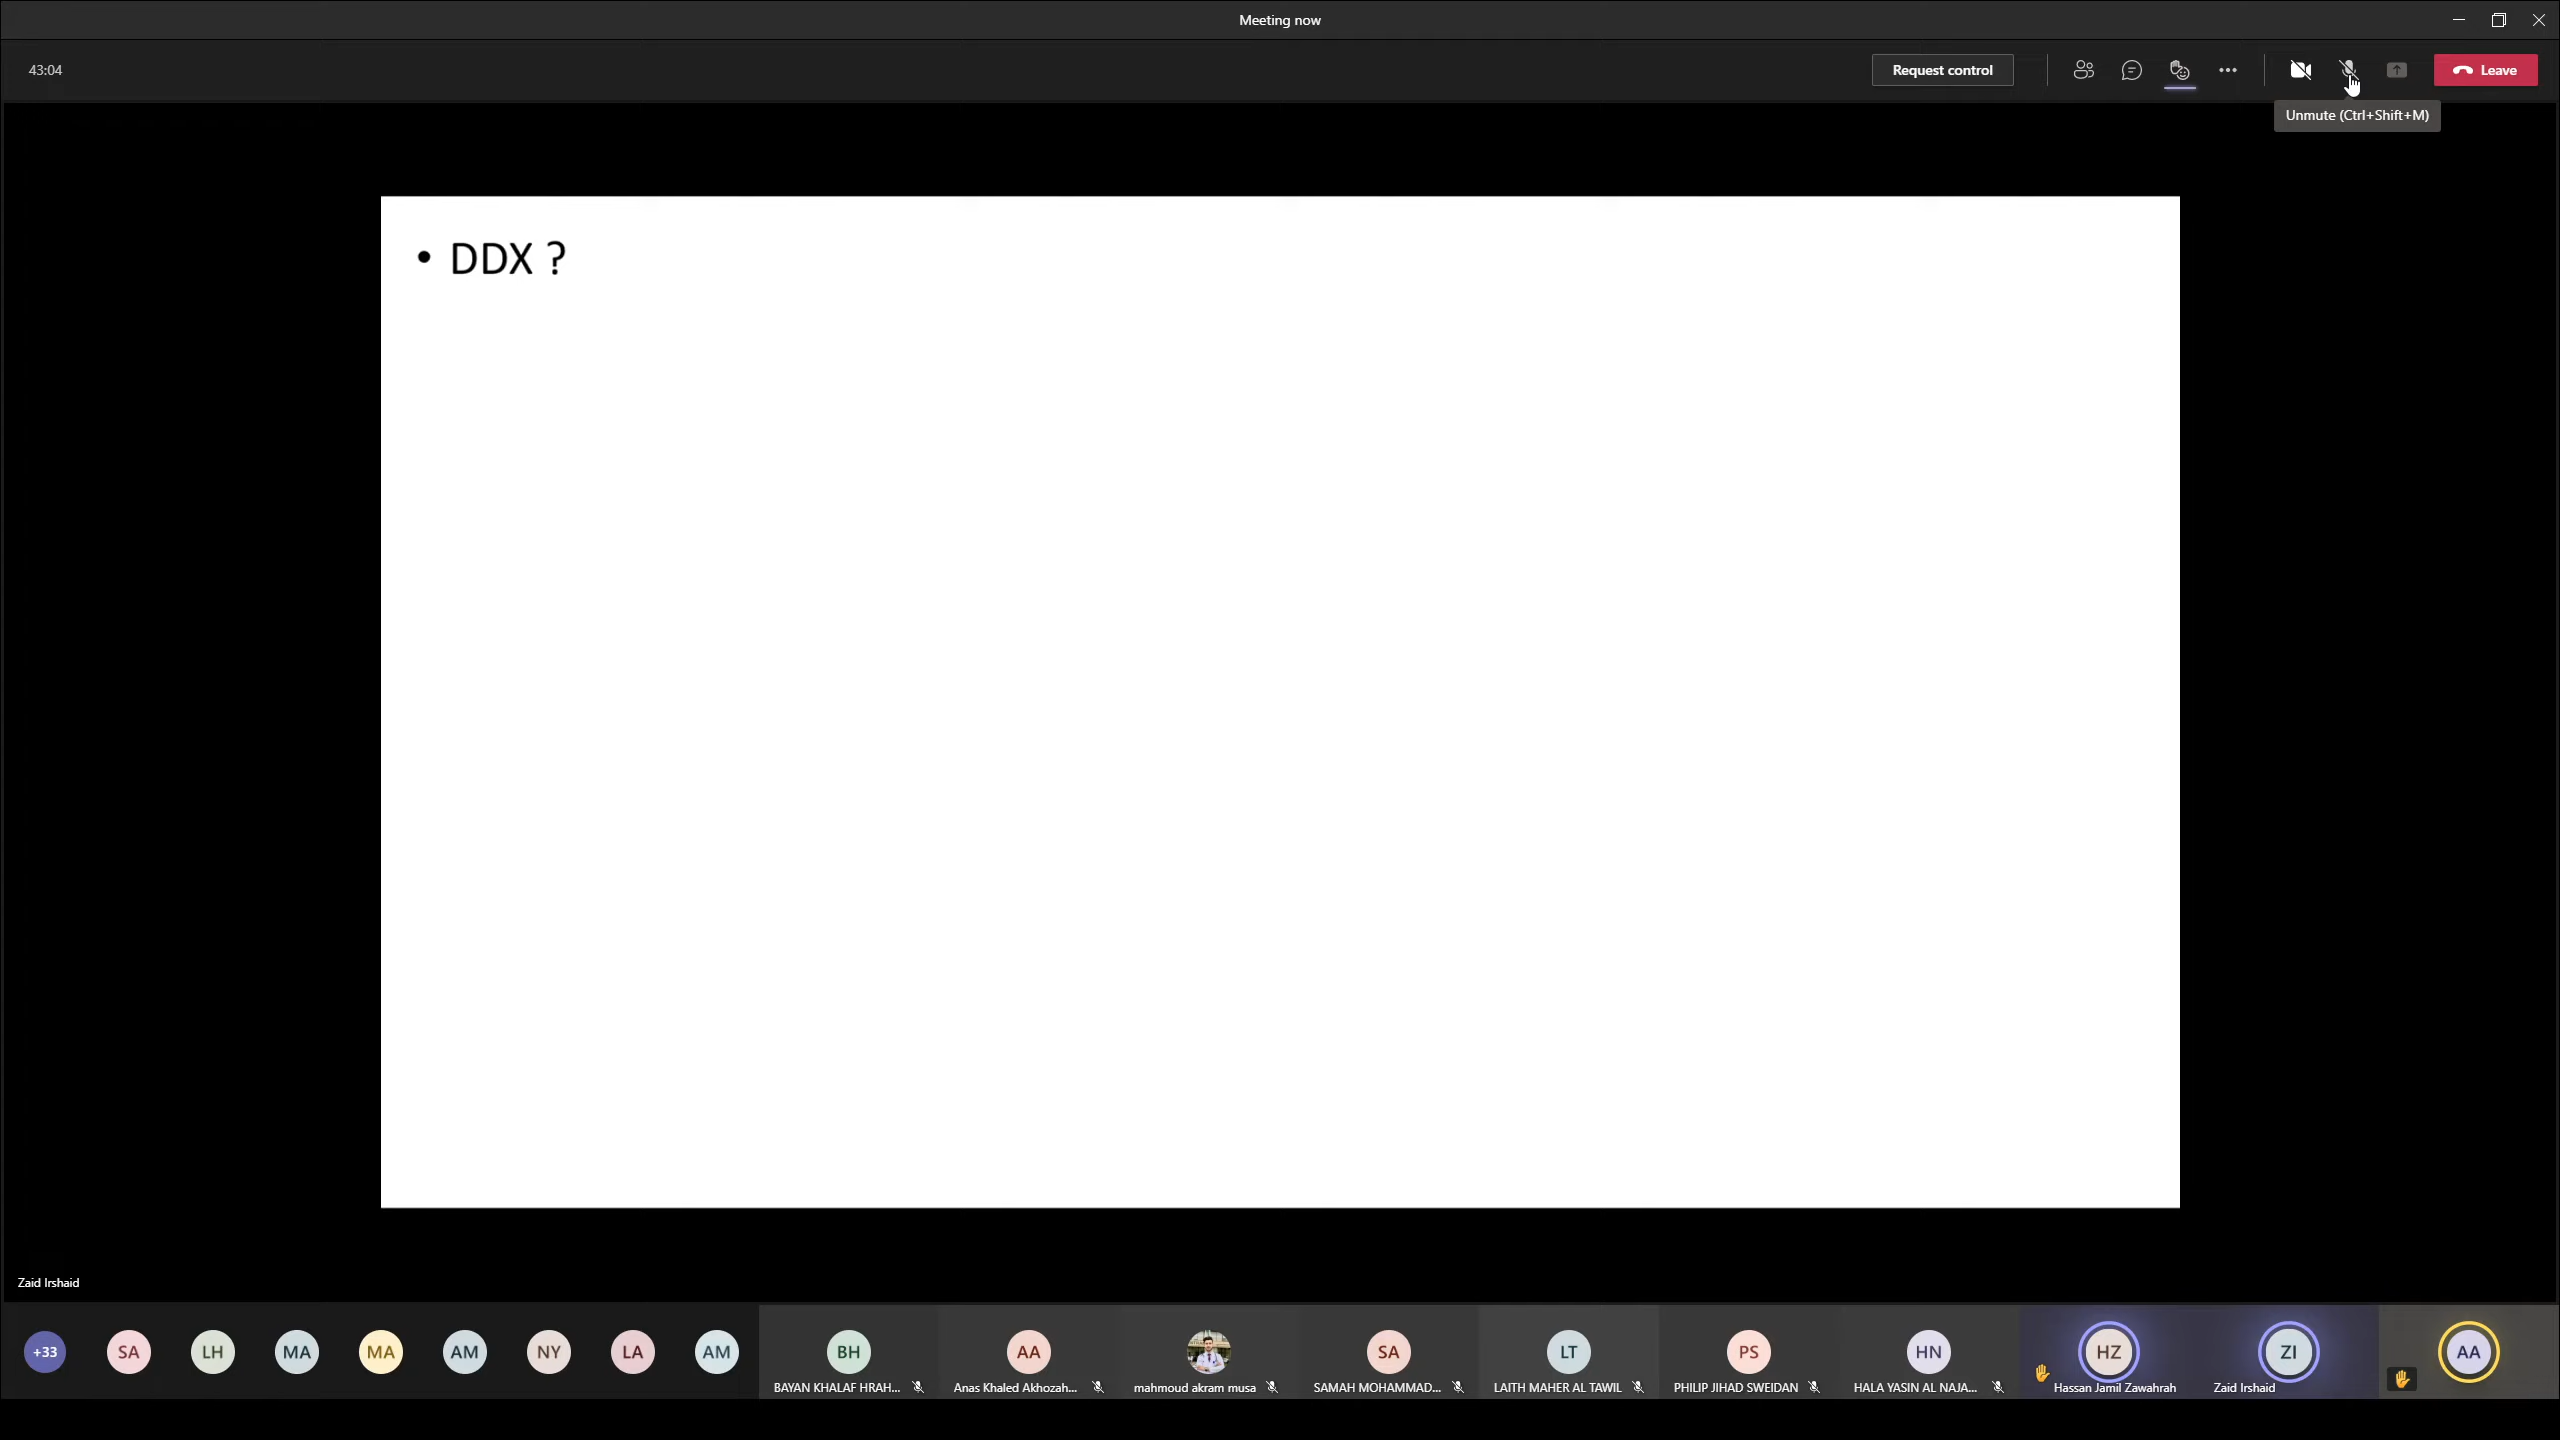 Meeting now
43:04
Request control
Leave
Unmute (Ctrl+Shift+M)
• DDX ?
Zaid Irshaid
+33
SA
LH
MA
MA
AM
NY
LA
AM
BH
AA
SA
LT
PS
HN
HZ
ZI
AA
BAYAN KHALAF HRAH...
Anas Khaled Akhozah...
mahmoud akram musa
SAMAH MOHAMMAD...
LAITH MAHER AL TAWIL
PHILIP JIHAD SWEIDAN
HALA YASIN AL NAJA...
Hassan Jamil Zawahrah
Zaid Irshaid